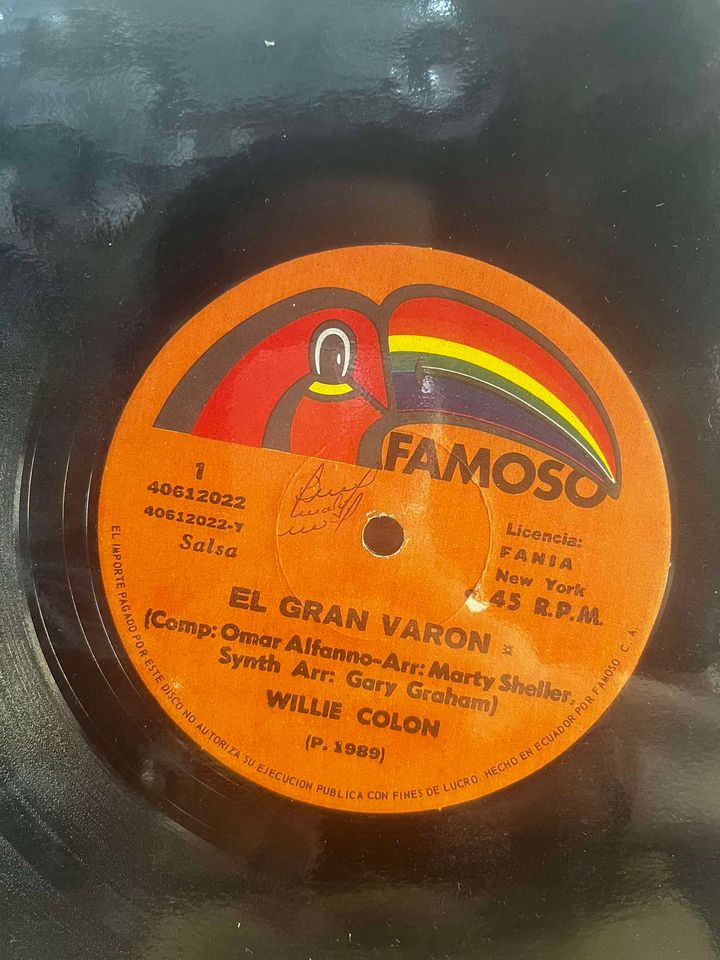 FAMOSO
1
40612022
40612022-1
Salsa
Licencia:
FANIA
New York
45 R.P.M.
EL GRAN VARON
(Comp: Omar Alfanno-Arr: Marty Sheller,
Synth Arr: Gary Graham)
WILLIE COLON
(P. 1989)
EL IMPORTE PAGADO POR ESTE DISCO NO AUTORIZA SU EJECUCION PUBLICA CON FINES DE LUCRO. HECHO EN ECUADOR POR FAMOSO C. A.